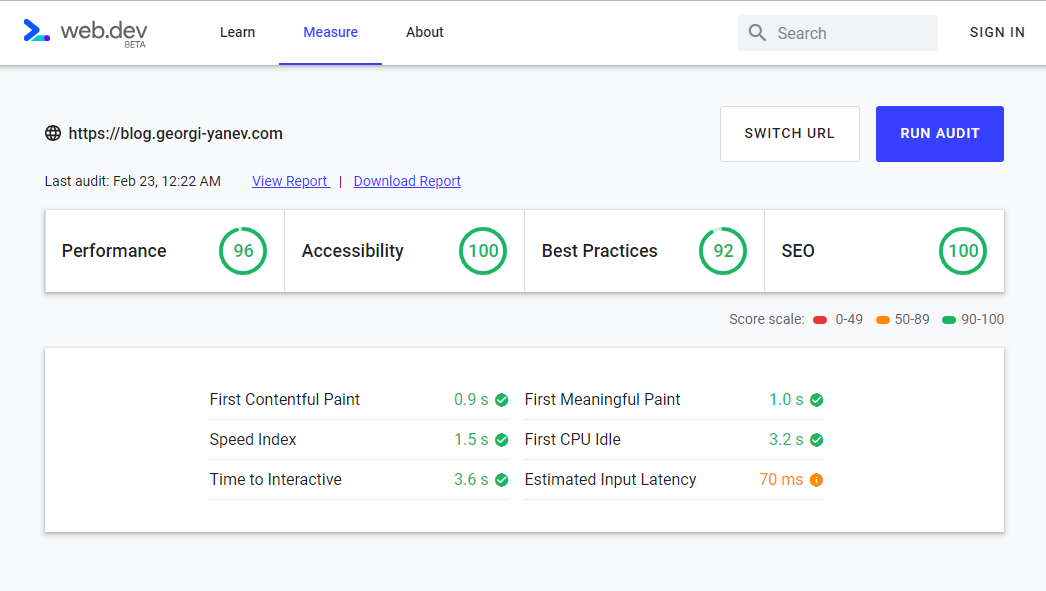 web.dev
BETA
Learn Measure About Search SIGN IN
https://blog.georgi-yanev.com SWITCH URL RUN AUDIT
Last audit: Feb 23, 12:22 AM View Report | Download Report
Performance 96 Accessibility 100 Best Practices 92 SEO 100
Score scale: 0-49 50-89 90-100
First Contentful Paint 0.9 s First Meaningful Paint 1.0 s
Speed Index 1.5 s First CPU Idle 3.2 s
Time to Interactive 3.6 s Estimated Input Latency 70 ms